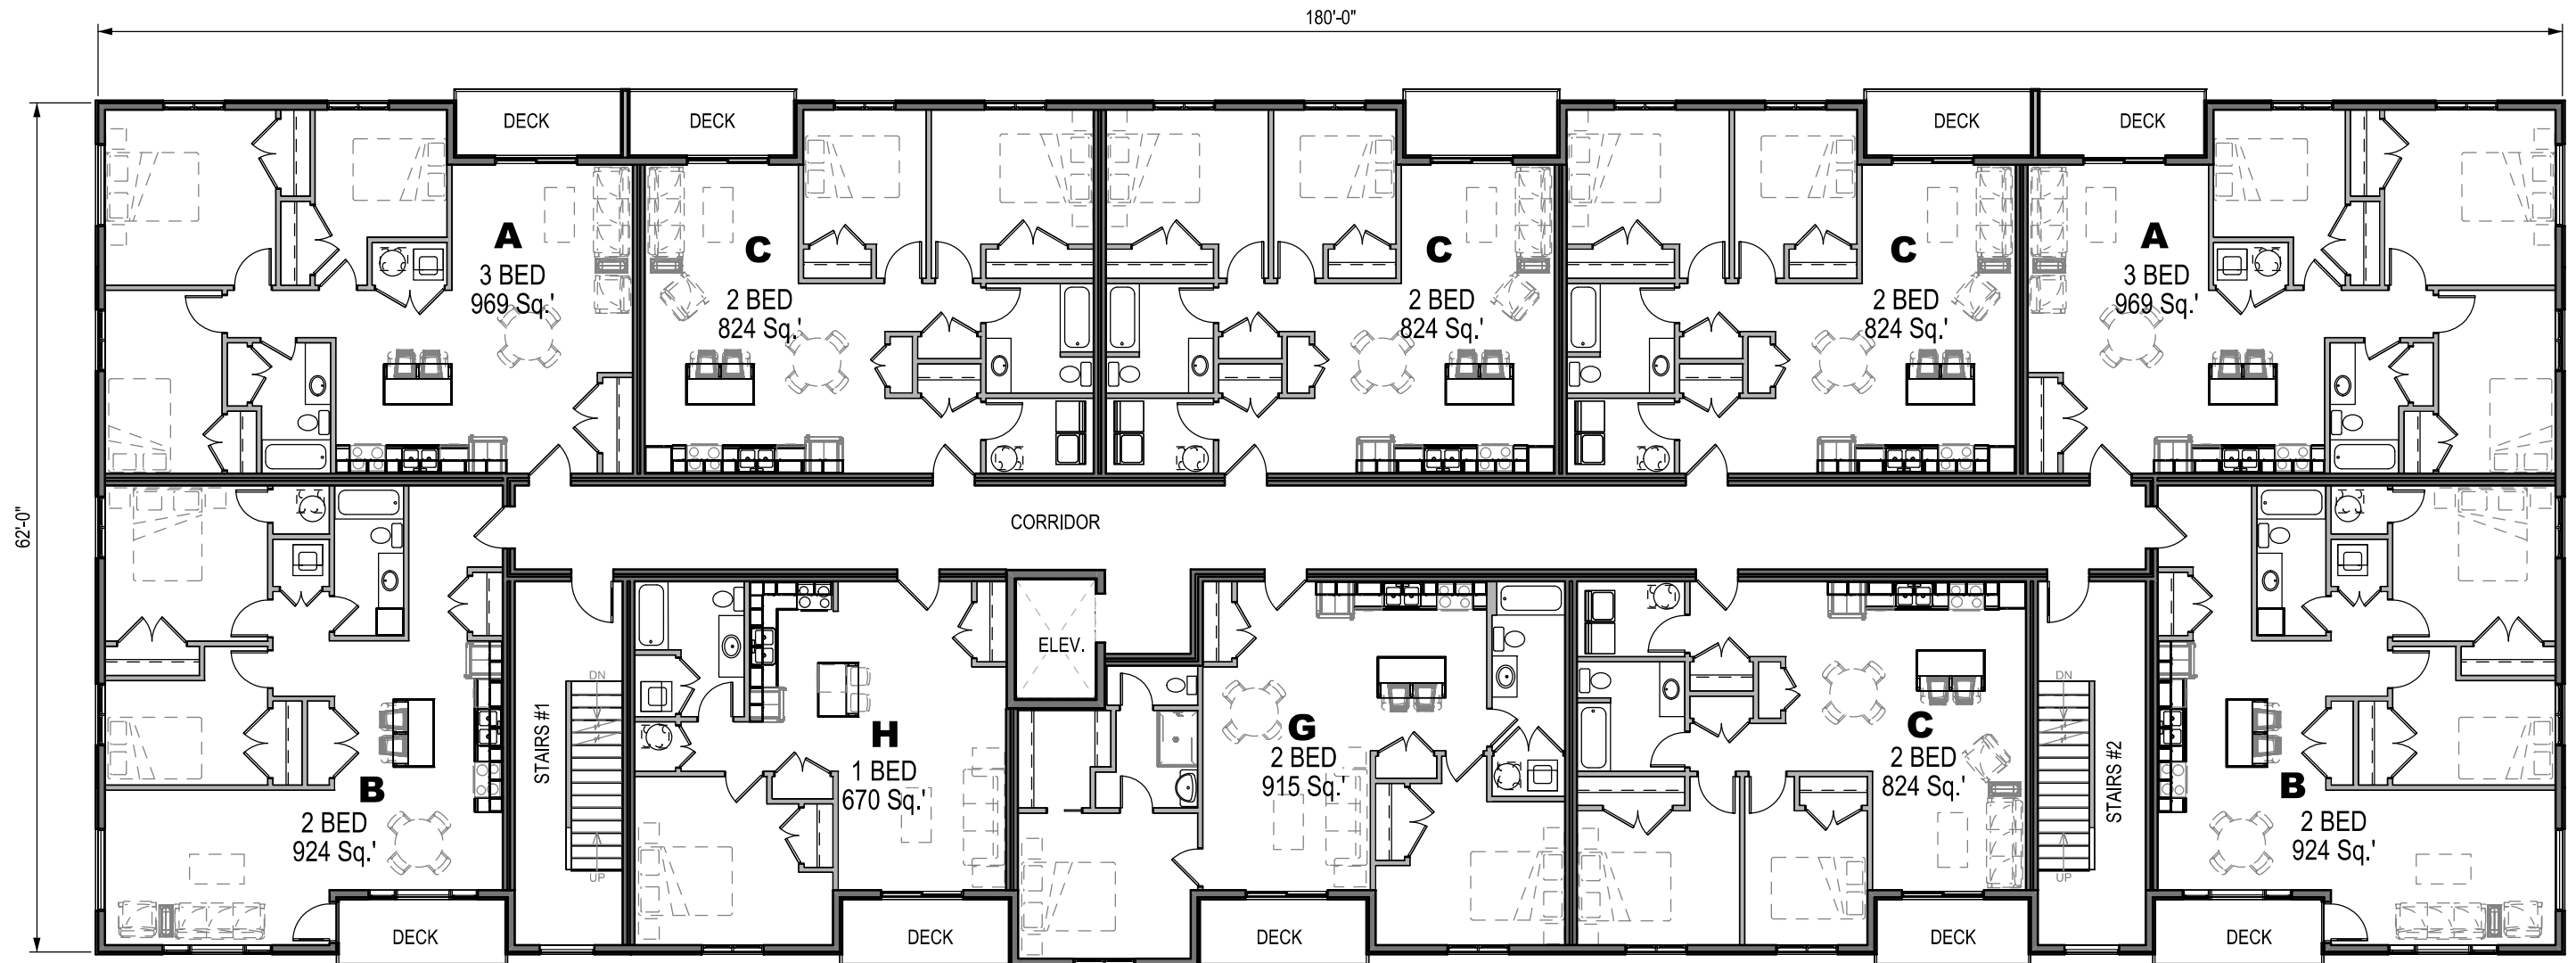 180'-0"
62'-0"
DECK
DECK
DECK
DECK
A
3 BED
969 Sq.'
C
2 BED
824 Sq.'
C
2 BED
824 Sq.'
C
2 BED
824 Sq.'
A
3 BED
969 Sq.'
DECK
CORRIDOR
B
2 BED
924 Sq.'
STAIRS #1
DN
UP
H
1 BED
670 Sq.'
ELEV.
G
2 BED
915 Sq.'
C
2 BED
824 Sq.'
DN
UP
STAIRS #2
B
2 BED
924 Sq.'
DECK
DECK
DECK
DECK
DECK